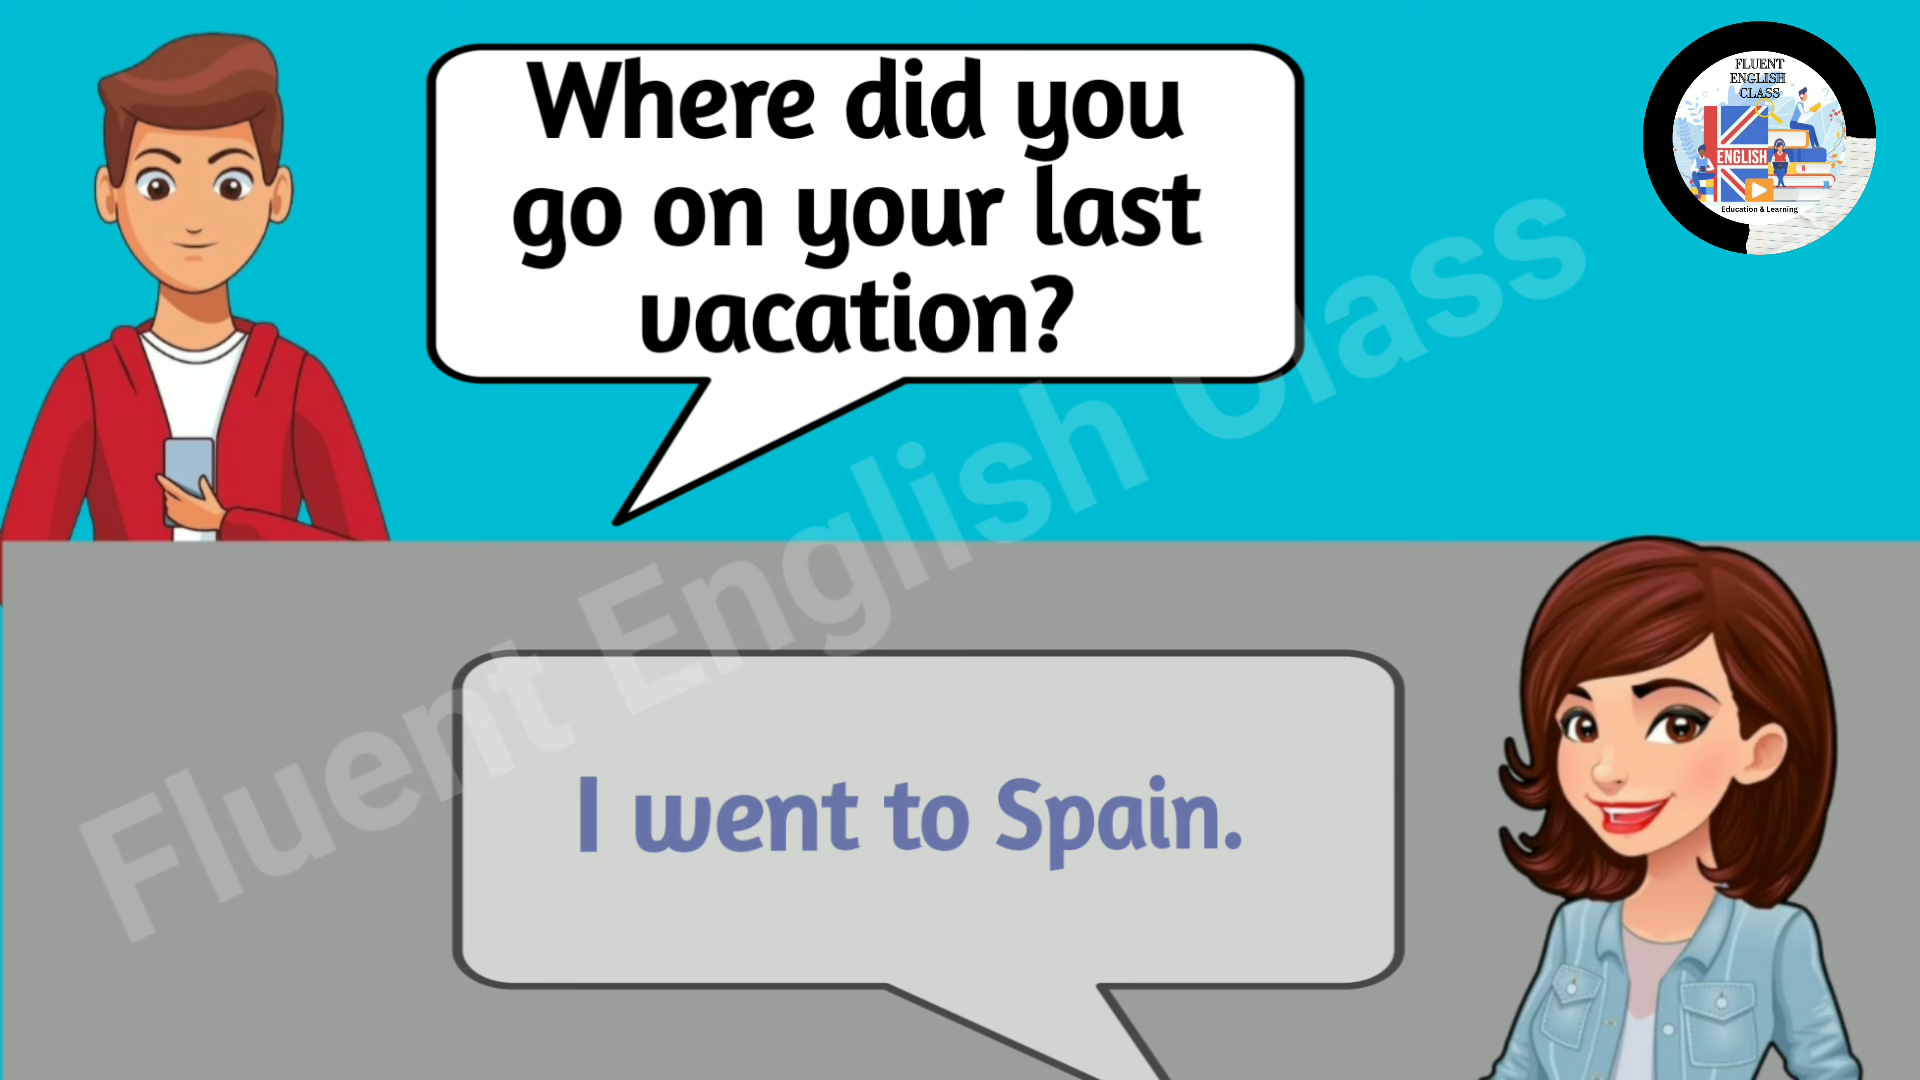 Where did you
go on your last
vacation?
FLUENT
ENGLISH
CLASS
ENGLISH
Education & Learning
Fluent English Class
I went to Spain.